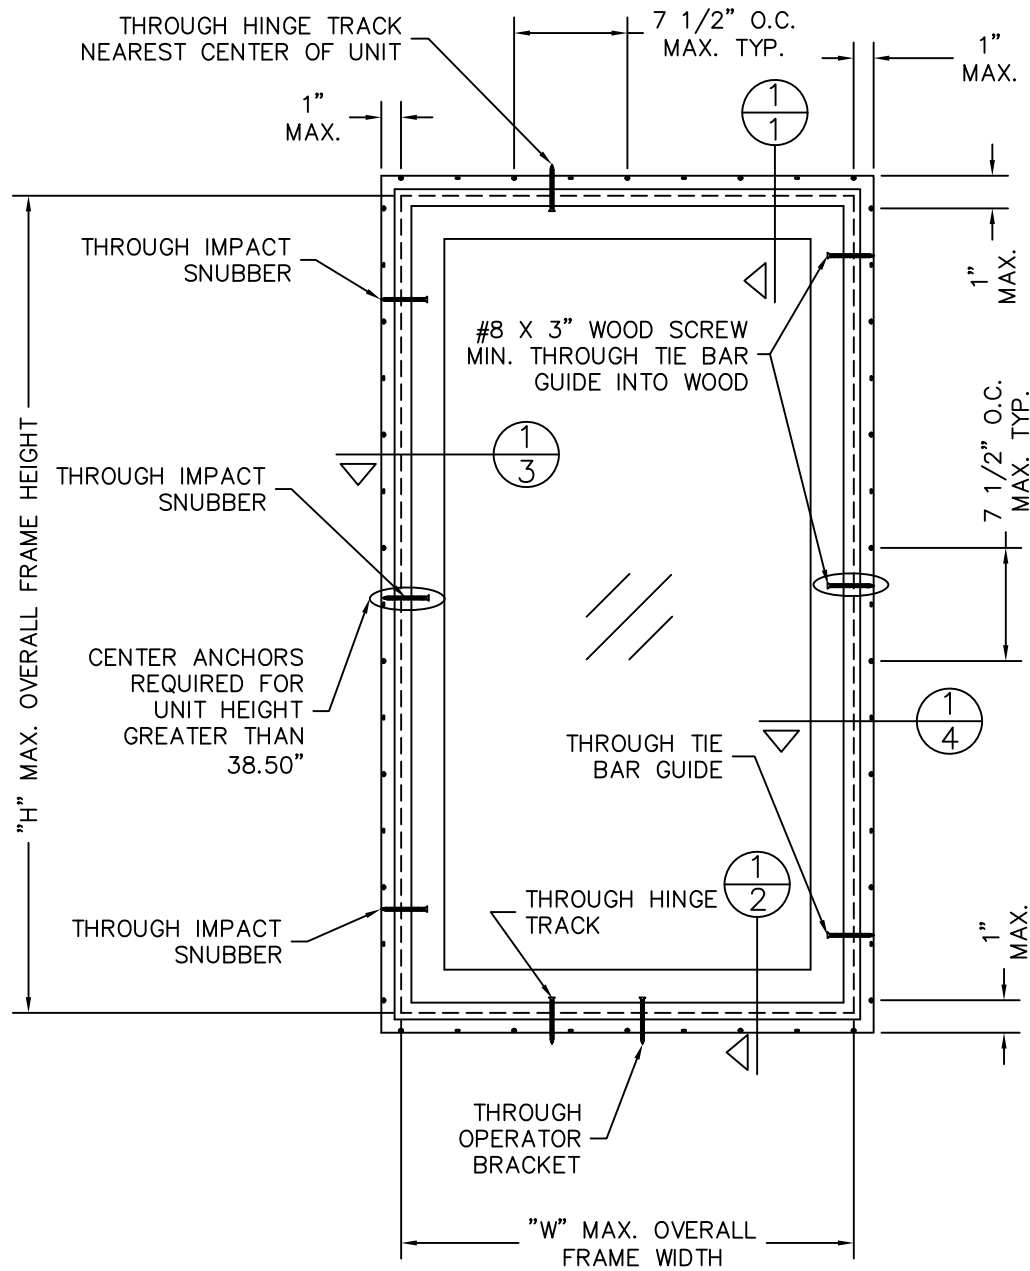 THROUGH HINGE TRACK
NEAREST CENTER OF UNIT
7 1/2" O.C.
MAX. TYP.
1"
MAX.
1"
MAX.
1
1
THROUGH IMPACT
SNUBBER
1"
MAX.
#8 X 3" WOOD SCREW
MIN. THROUGH TIE BAR
GUIDE INTO WOOD
1
3
7 1/2" O.C.
MAX. TYP.
THROUGH IMPACT
SNUBBER
"H" MAX. OVERALL FRAME HEIGHT
CENTER ANCHORS
REQUIRED FOR
UNIT HEIGHT
GREATER THAN
38.50"
1
4
THROUGH TIE
BAR GUIDE
1
2
THROUGH HINGE
TRACK
THROUGH IMPACT
SNUBBER
1"
MAX.
THROUGH
OPERATOR
BRACKET
"W" MAX. OVERALL
FRAME WIDTH